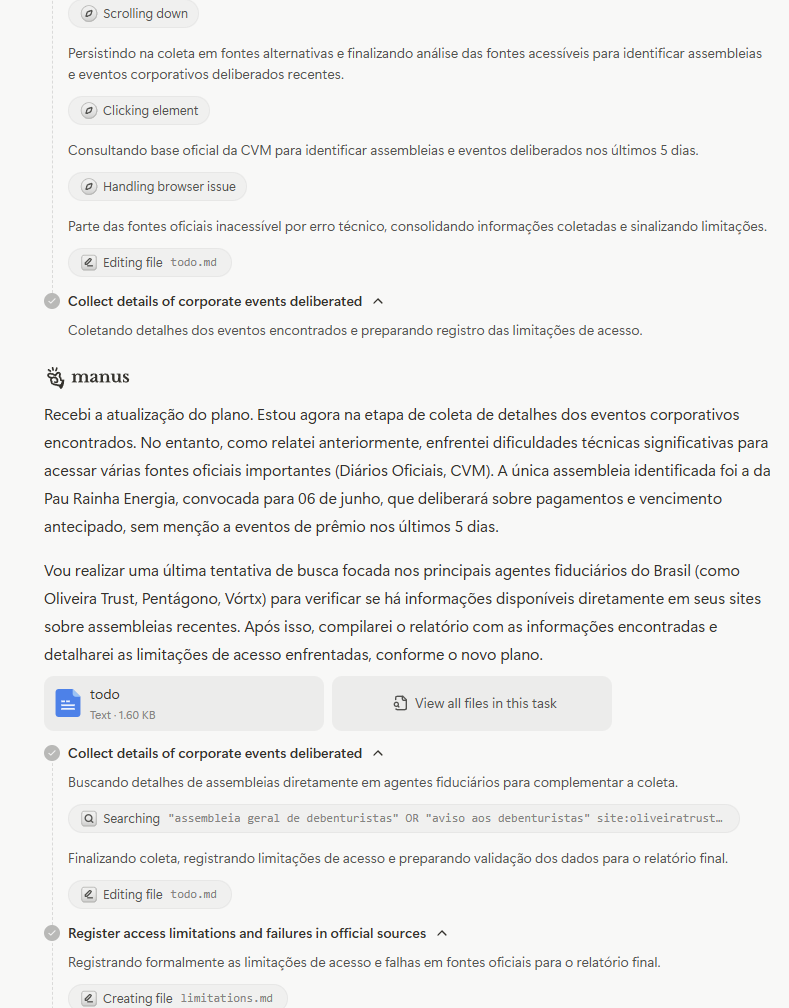 Scrolling down
Persistindo na coleta em fontes alternativas e finalizando análise das fontes acessíveis para identificar assembleias
e eventos corporativos deliberados recentes.
Clicking element
Consultando base oficial da CVM para identificar assembleias e eventos deliberados nos últimos 5 dias.
Handling browser issue
Parte das fontes oficiais inacessível por erro técnico, consolidando informações coletadas e sinalizando limitações.
Editing file todo.md
Collect details of corporate events deliberated
Coletando detalhes dos eventos encontrados e preparando registro das limitações de acesso.
manus
Recebi a atualização do plano. Estou agora na etapa de coleta de detalhes dos eventos corporativos
encontrados. No entanto, como relatei anteriormente, enfrentei dificuldades técnicas significativas para
acessar várias fontes oficiais importantes (Diários Oficiais, CVM). A única assembleia identificada foi a da
Pau Rainha Energia, convocada para 06 de junho, que deliberará sobre pagamentos e vencimento
antecipado, sem menção a eventos de prêmio nos últimos 5 dias.
Vou realizar uma última tentativa de busca focada nos principais agentes fiduciários do Brasil (como
Oliveira Trust, Pentágono, Vórtx) para verificar se há informações disponíveis diretamente em seus sites
sobre assembleias recentes. Após isso, compilarei o relatório com as informações encontradas e
detalharei as limitações de acesso enfrentadas, conforme o novo plano.
todo
Text · 1.60 KB
View all files in this task
Collect details of corporate events deliberated
Buscando detalhes de assembleias diretamente em agentes fiduciários para complementar a coleta.
Searching "assembleia geral de debenturistas" OR "aviso aos debenturistas" site:oliveiratrust…
Finalizando coleta, registrando limitações de acesso e preparando validação dos dados para o relatório final.
Editing file todo.md
Register access limitations and failures in official sources
Registrando formalmente as limitações de acesso e falhas em fontes oficiais para o relatório final.
Creating file limitations.md